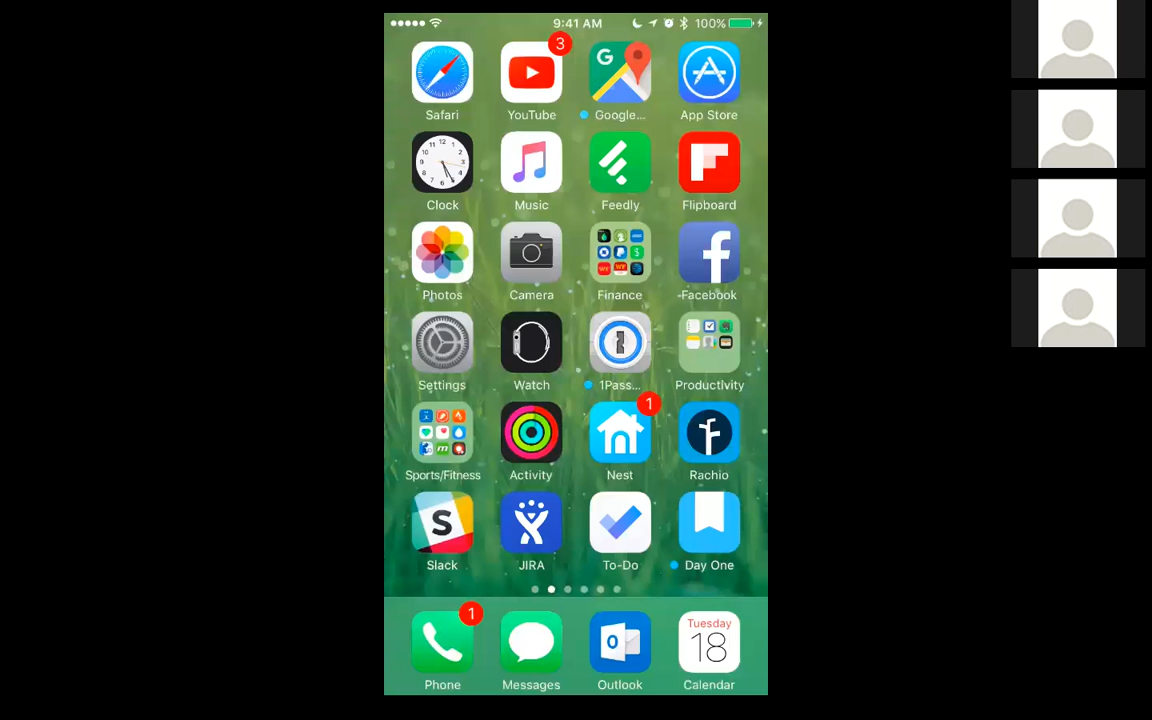 9:41 AM 100%
3
G
Safari YouTube Google... App Store
12
Clock Music Feedly Flipboard
Photos Camera Finance Facebook
Settings Watch 1Pass... Productivity
1
Sports/Fitness Activity Nest Rachio
S
Slack JIRA To-Do Day One
1
Tuesday
18
Phone Messages Outlook Calendar